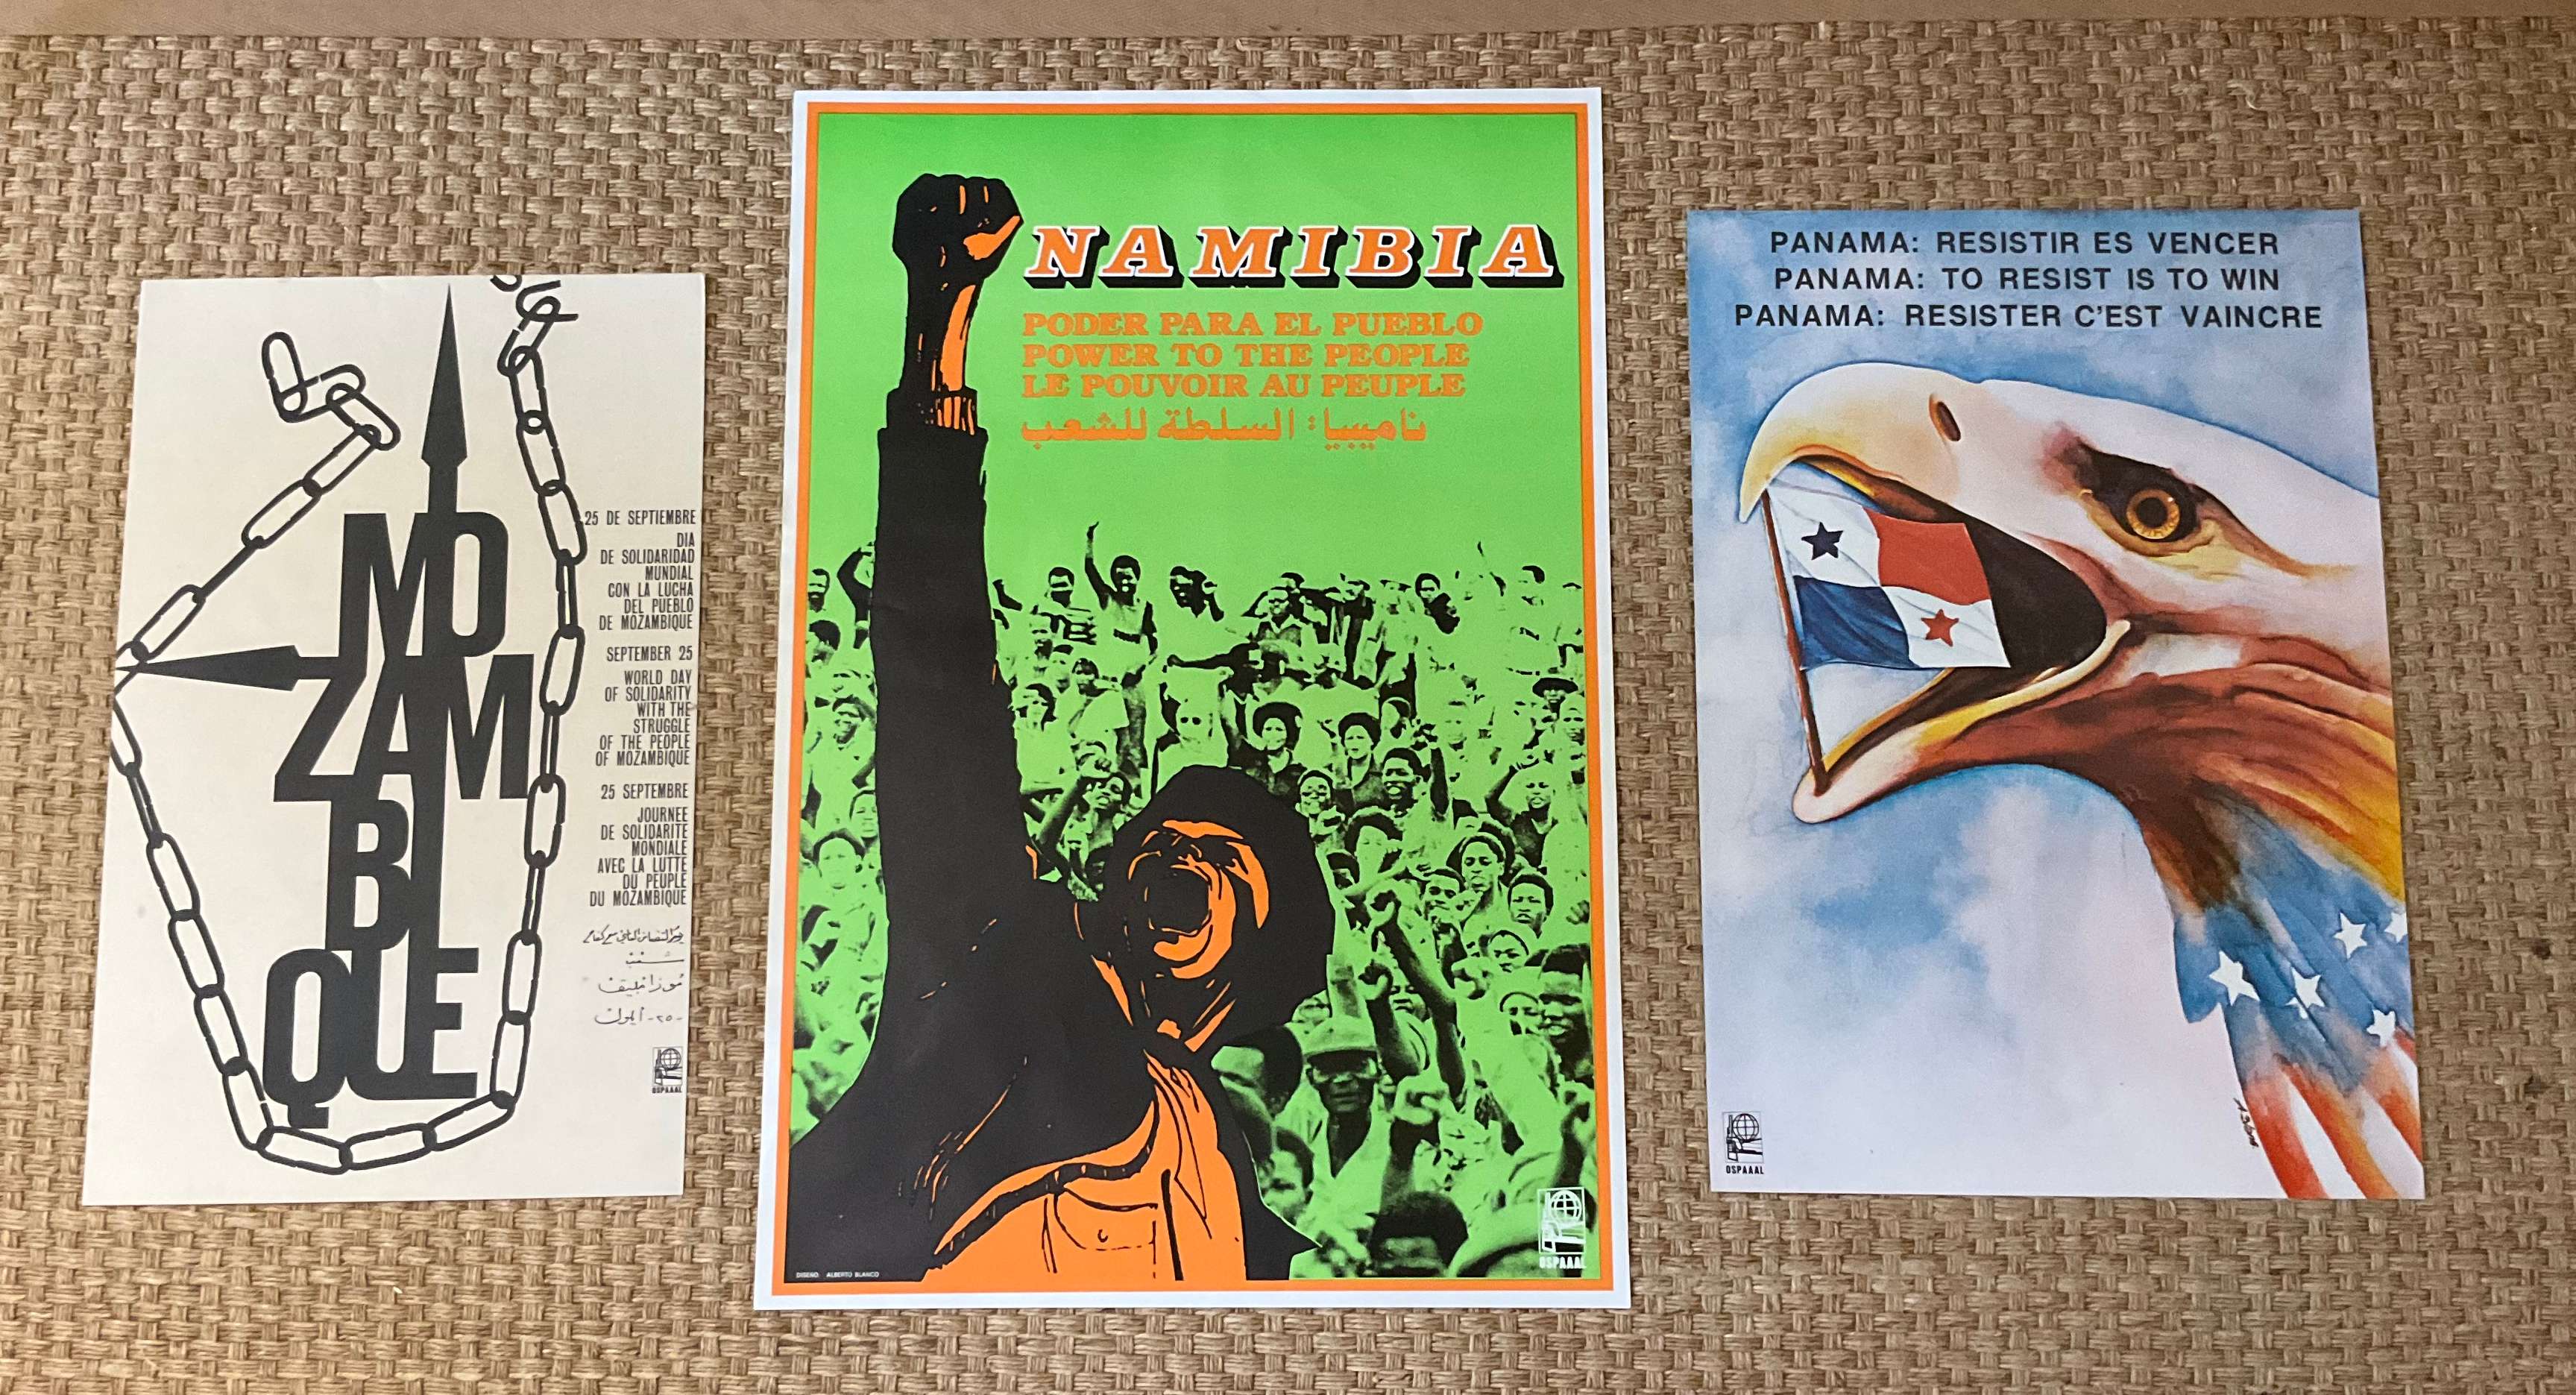 MO
ZAM
BI
QUE
25 DE SEPTIEMBRE
DIA
DE SOLIDARIDAD
MUNDIAL
CON LA LUCHA
DEL PUEBLO
DE MOZAMBIQUE
SEPTEMBER 25
WORLD DAY
OF SOLIDARITY
WITH THE
STRUGGLE
OF THE PEOPLE
OF MOZAMBIQUE
25 SEPTEMBRE
JOURNEE
DE SOLIDARITE
MONDIALE
AVEC LA LUTTE
DU PEUPLE
DU MOZAMBIQUE
شعب
موزامبيق
-٢٥- ايلول
OSPAAAL
NAMIBIA
PODER PARA EL PUEBLO
POWER TO THE PEOPLE
LE POUVOIR AU PEUPLE
ناميبيا: السلطة للشعب
DISEÑO: ALBERTO BLANCO
OSPAAAL
PANAMA: RESISTIR ES VENCER
PANAMA: TO RESIST IS TO WIN
PANAMA: RESISTER C'EST VAINCRE
OSPAAAL